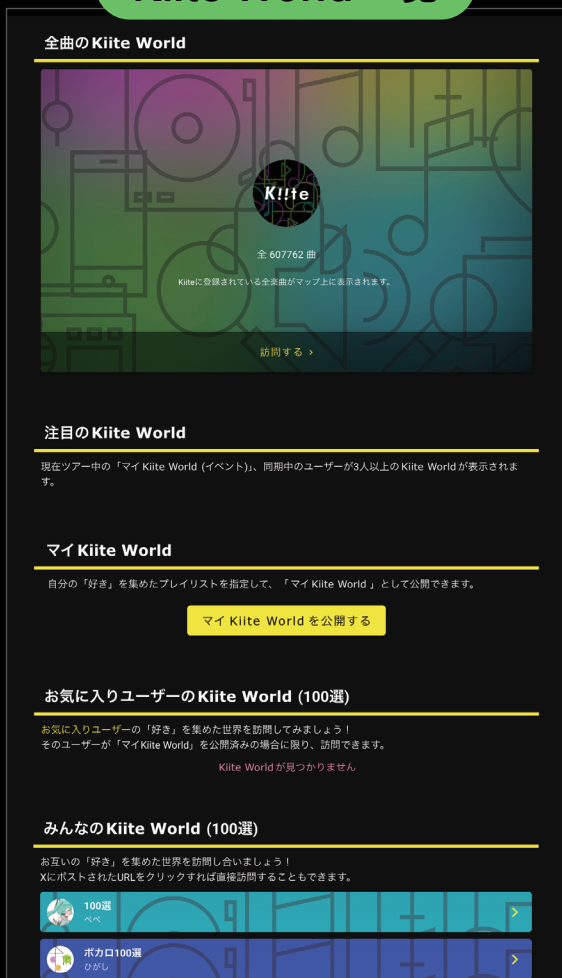 Kiite World 一覧
全曲のKiite World
K!!te
全 607762 曲
Kiiteに登録されている全楽曲がマップ上に表示されます。
訪問する ›
注目のKiite World
現在ツアー中の「マイ Kiite World (イベント)」、同期中のユーザーが3人以上の Kiite World が表示されま
す。
マイ Kiite World
自分の「好き」を集めたプレイリストを指定して、「 マイ Kiite World 」として公開できます。
マイ Kiite World を公開する
お気に入りユーザーのKiite World (100選)
お気に入りユーザーの「好き」を集めた世界を訪問してみましょう！
そのユーザーが「マイKiite World」を公開済みの場合に限り、訪問できます。
Kiite World が見つかりません
みんなのKiite World (100選)
お互いの「好き」を集めた世界を訪問し合いましょう！
XにポストされたURLをクリックすれば直接訪問することもできます。
100選
ぺぺ
ボカロ100選
ひがし